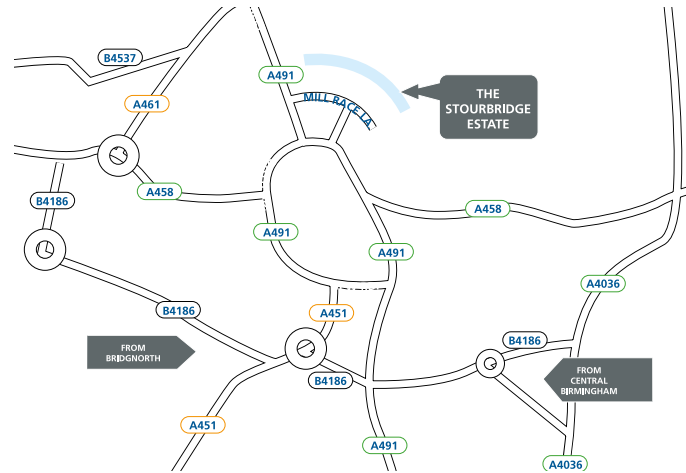 B4537
A491
A461
MILL RACE LA
THE
STOURBRIDGE
ESTATE
A458
B4186
A458
A491
A491
A4036
B4186
A451
FROM
BRIDGNORTH
B4186
B4186
FROM
CENTRAL
BIRMINGHAM
A451
A491
A4036